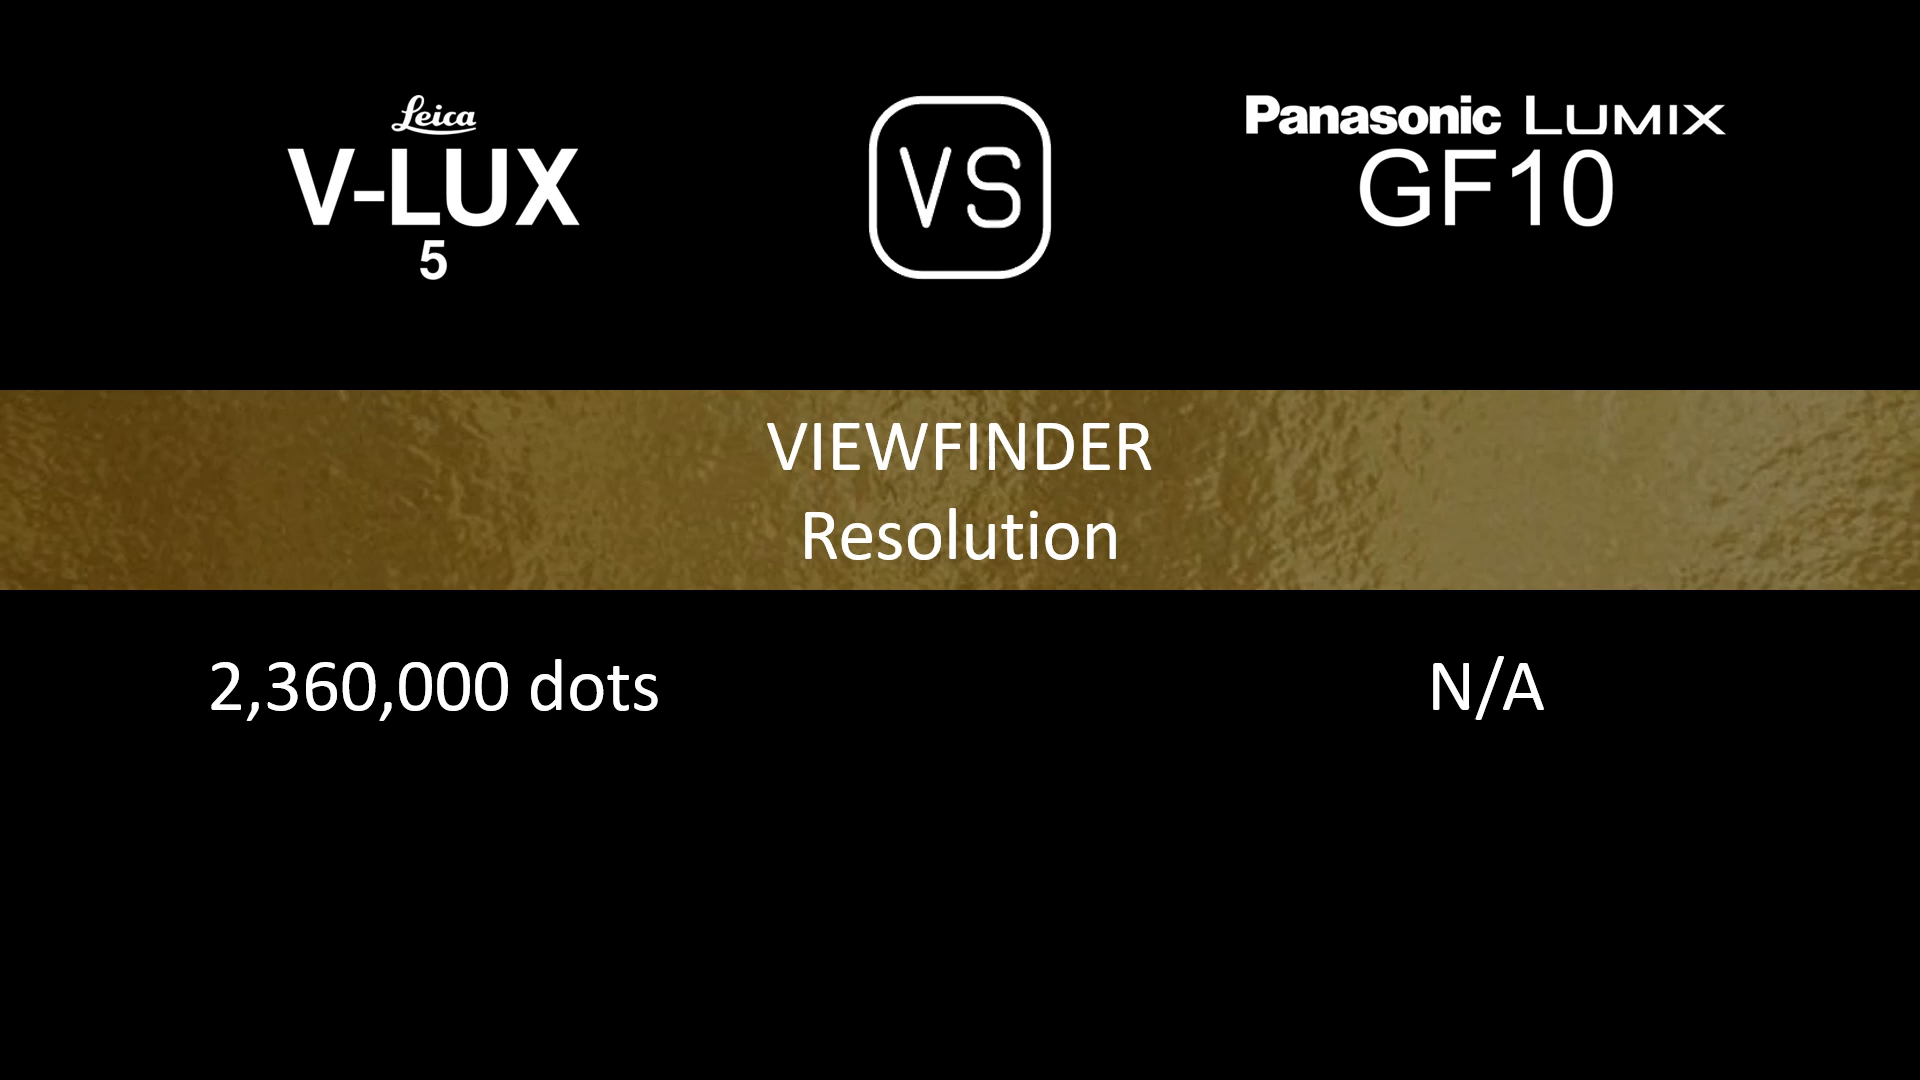 Leica
V-LUX
5
VS
Panasonic LUMIX
GF10
VIEWFINDER
Resolution
2,360,000 dots
N/A